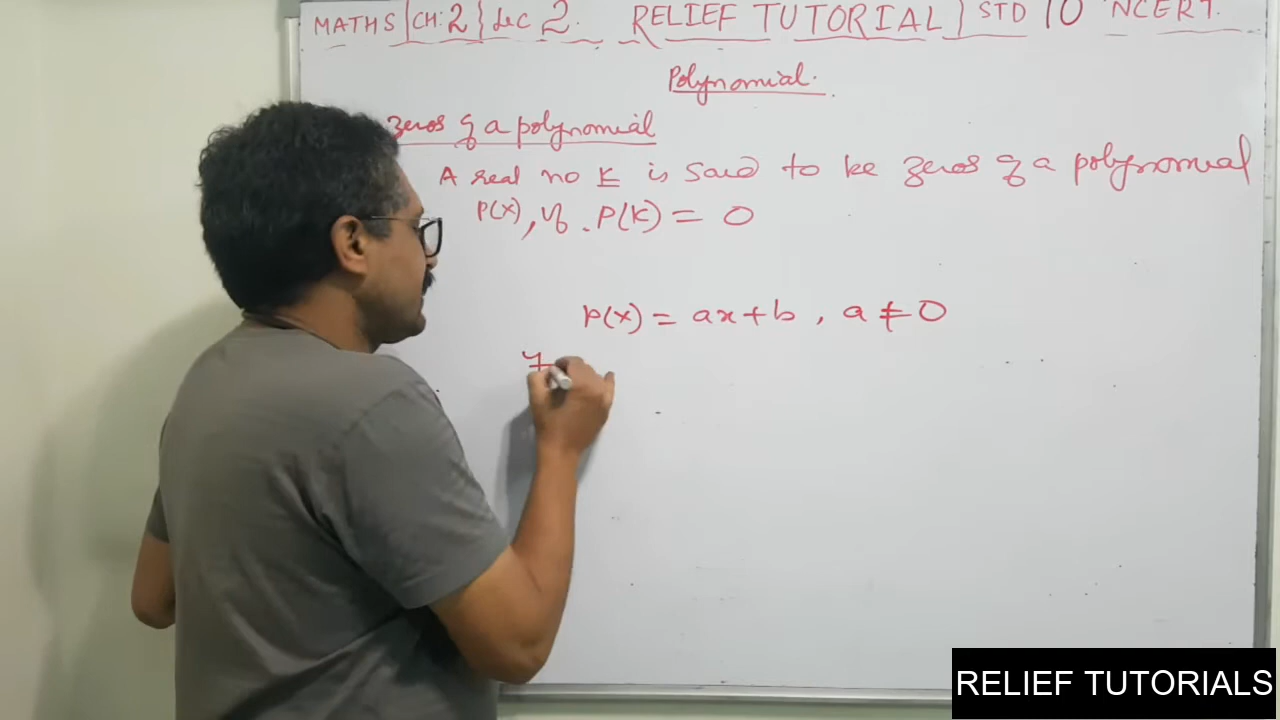 MATHS | CH: 2 } Lec 2. RELIEF TUTORIAL } STD 10 NCERT.
Polynomial.
zeros of a polynomial
A real no K is said to be zeros of a polynomial
P(x), if . P(K) = 0
p(x) = ax + b , a ≠ 0
If
RELIEF TUTORIALS